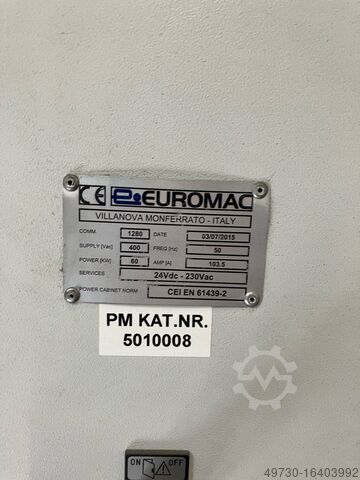 CE e.EUROMAC
VILLANOVA MONFERRATO - ITALY
COMM. 1280 DATE 03/07/2015
SUPPLY [Vac] 400 FREQ [Hz] 50
POWER [KW] 60 AMP [A] 103.5
SERVICES 24Vdc - 230Vac
POWER CABINET NORM CEI EN 61439-2
PM KAT.NR.
5010008
ON OFF
49730-16403992